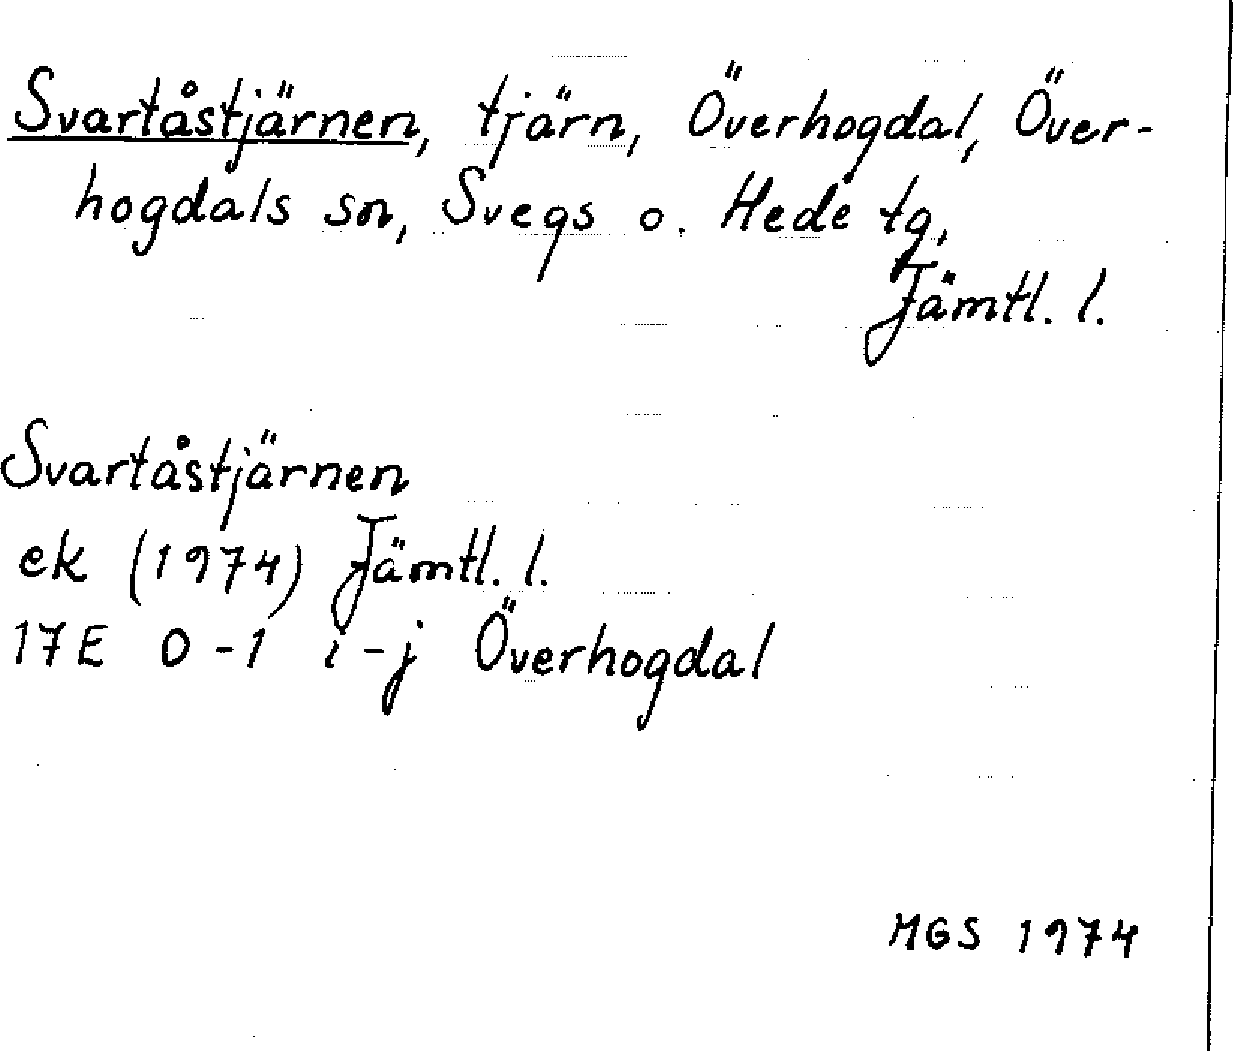 Svartåstjärnen, tjärn, Överhogdal, Över-
hogdals sn, Svegs o. Hede tg,
Jämtl. l.
Svartåstjärnen
ek (1974) Jämtl. l.
17E 0-1 i-j Överhogdal
MGS 1974